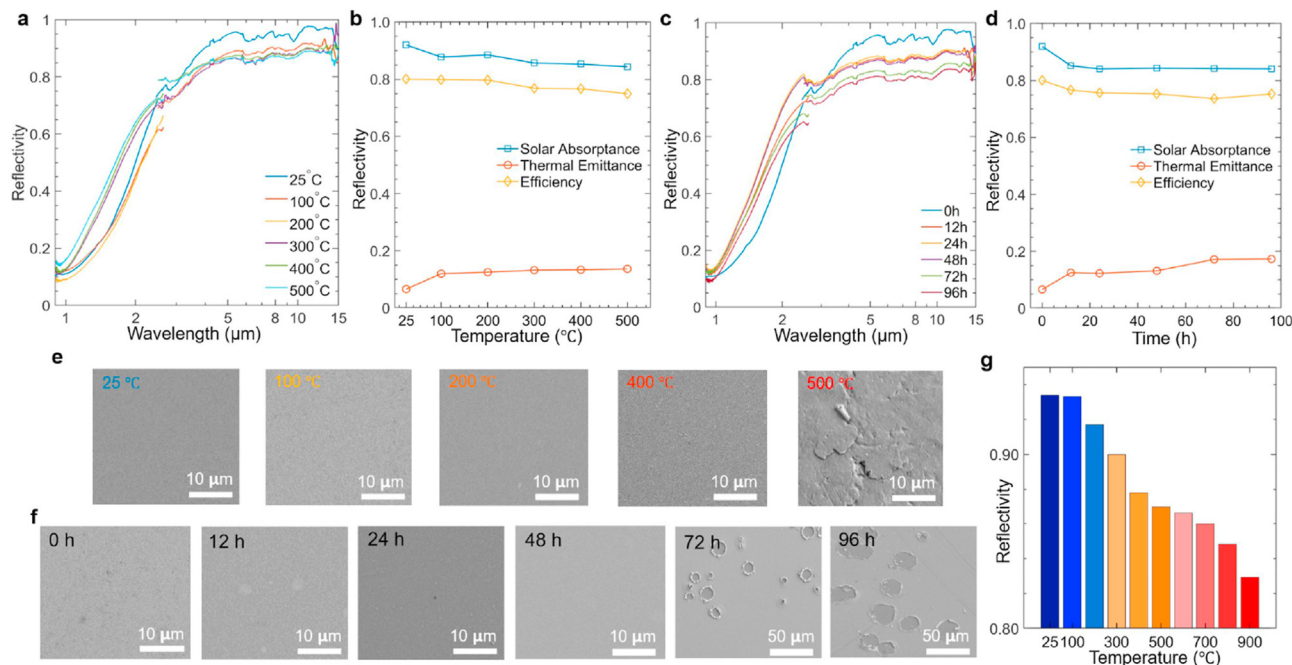 a
Reflectivity
1
0.8
0.6
0.4
0.2
0
25°C
100°C
200°C
300°C
400°C
500°C
1
2
5
8
10
15
Wavelength (μm)
b
Reflectivity
1.0
0.8
0.6
0.4
0.2
0.0
Solar Absorptance
Thermal Emittance
Efficiency
25
100
200
300
400
500
Temperature (℃)
c
Reflectivity
1
0.8
0.6
0.4
0.2
0
0h
12h
24h
48h
72h
96h
1
2
5
8
10
15
Wavelength (μm)
d
Reflectivity
1.0
0.8
0.6
0.4
0.2
0.0
Solar Absorptance
Thermal Emittance
Efficiency
0
20
40
60
80
100
Time (h)
e
25 ℃
10 μm
100 ℃
10 μm
200 ℃
10 μm
400 ℃
10 μm
500 ℃
10 μm
f
0 h
10 μm
12 h
10 μm
24 h
10 μm
48 h
10 μm
72 h
50 μm
96 h
50 μm
g
Reflectivity
0.90
0.80
25
100
300
500
700
900
Temperature (℃)